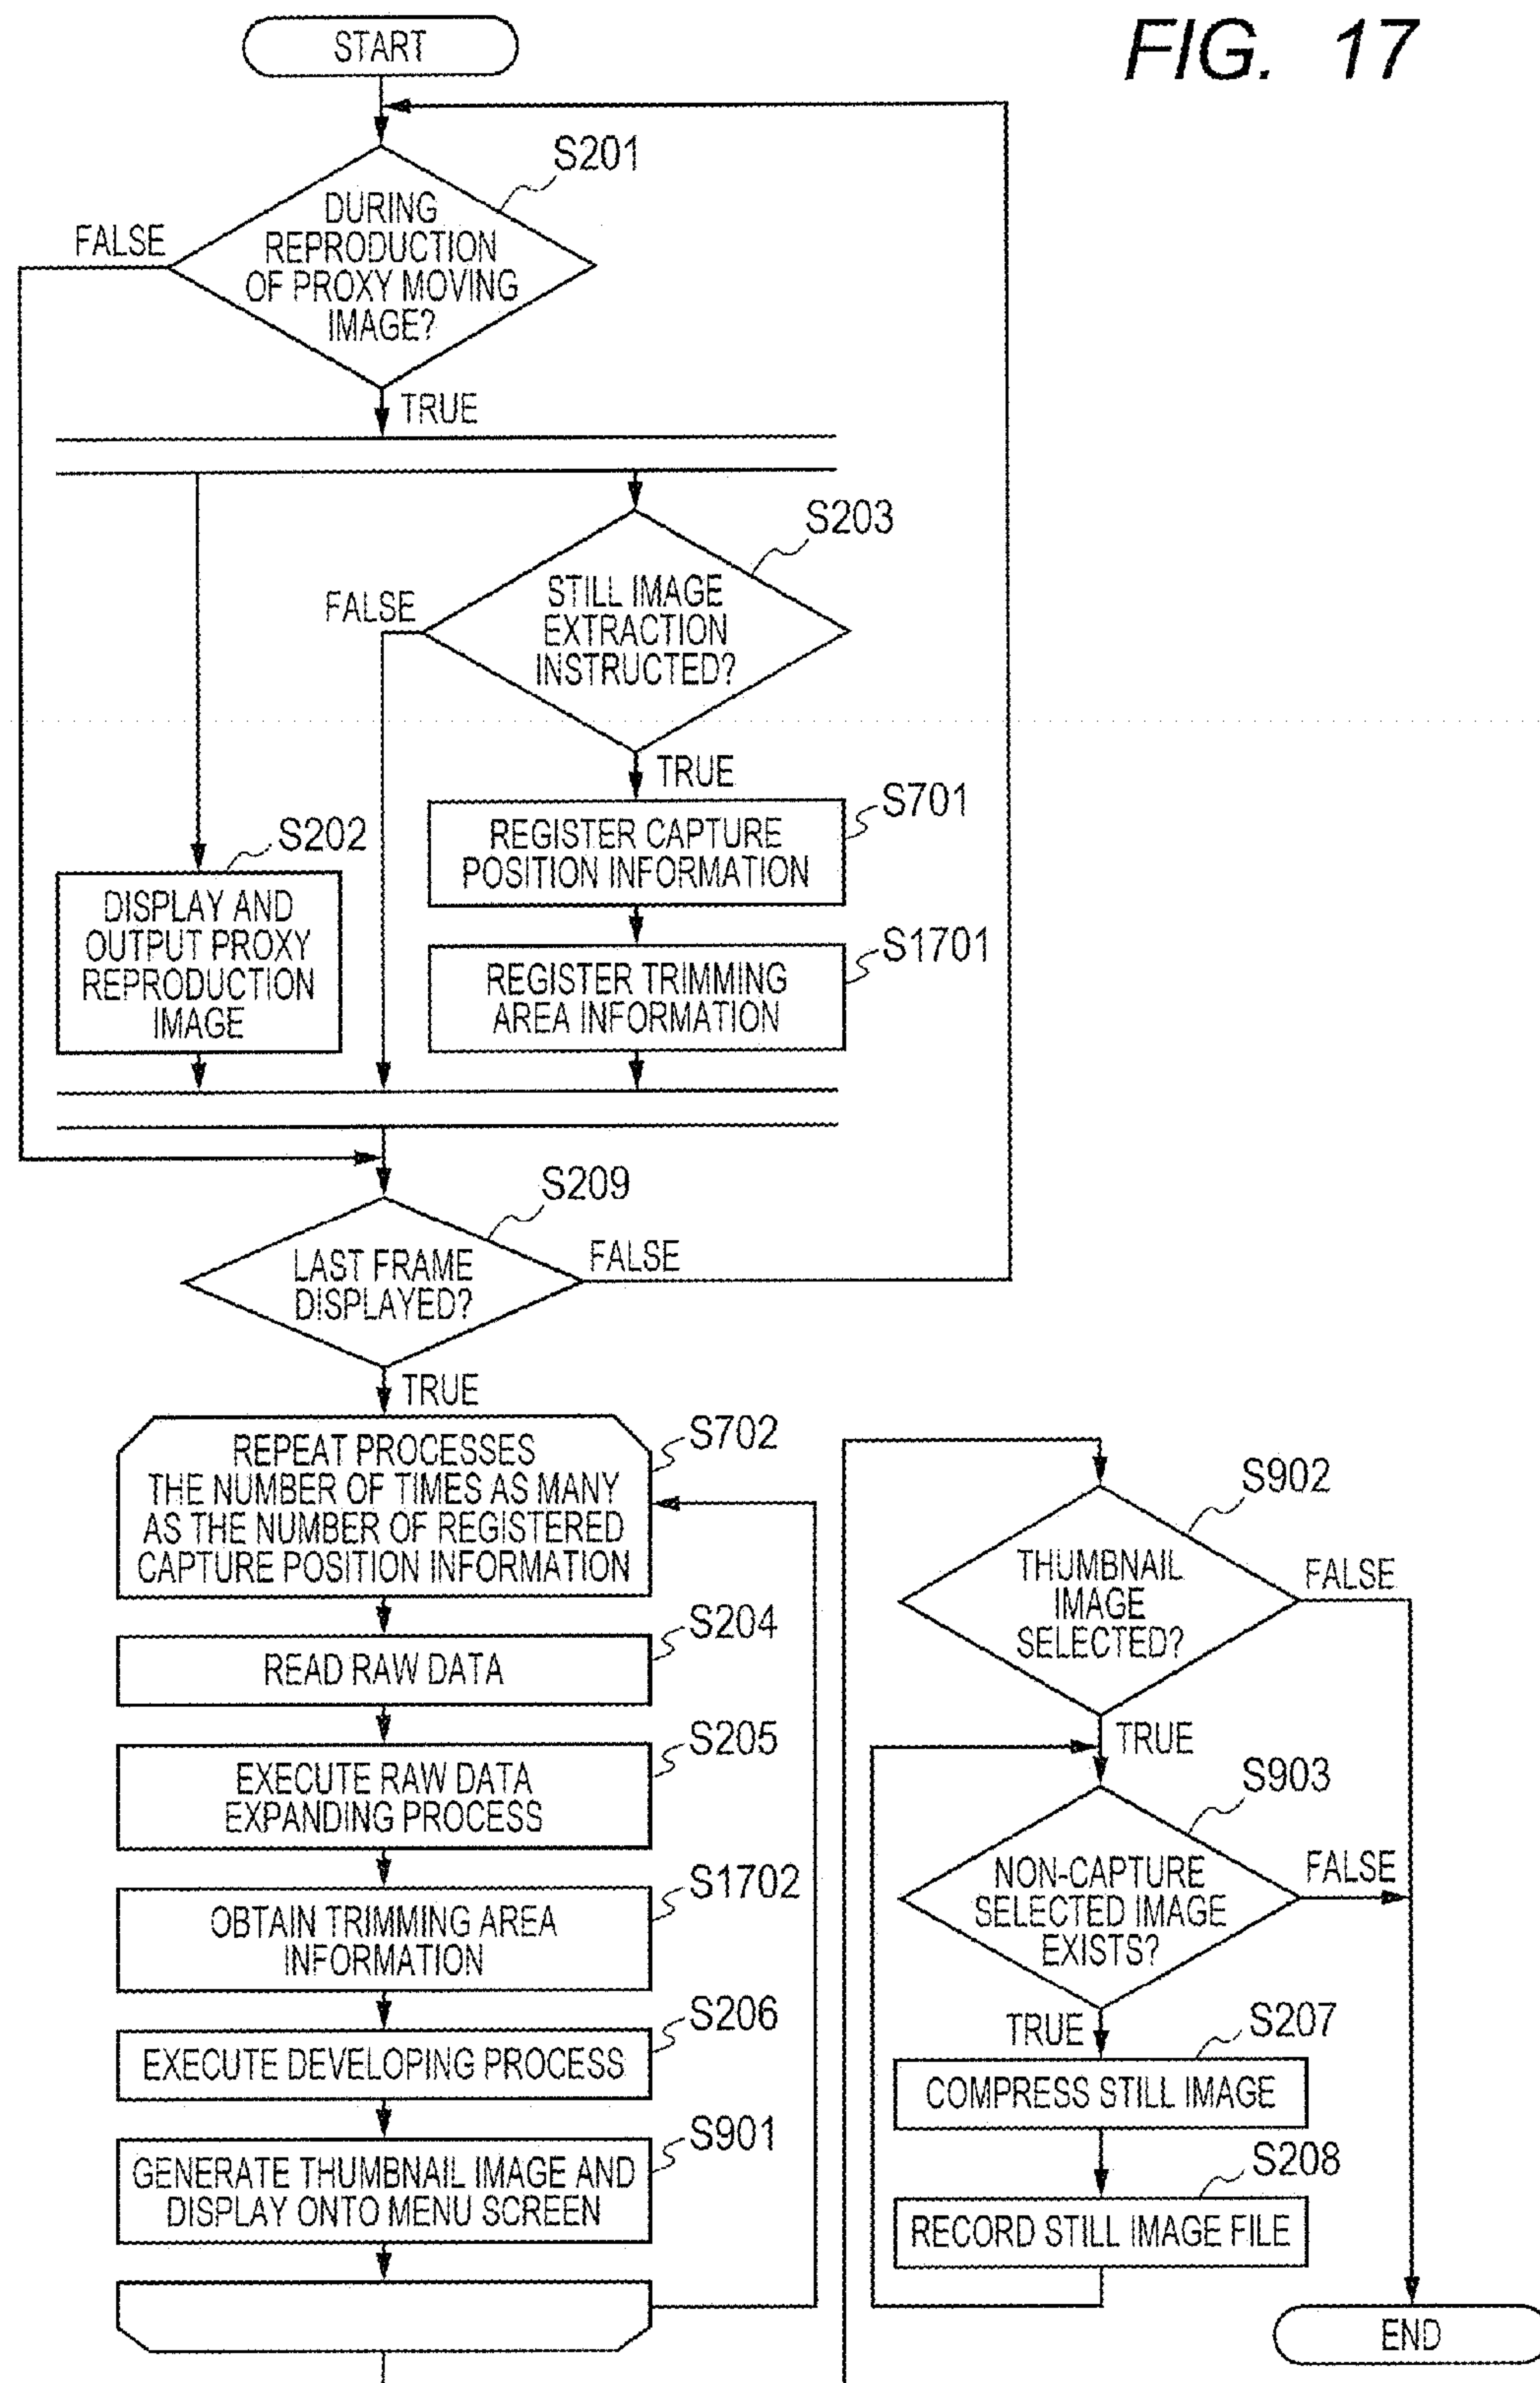 FIG. 17
START
S201
DURING
REPRODUCTION
OF PROXY MOVING
IMAGE?
FALSE
TRUE
S203
STILL IMAGE
EXTRACTION
INSTRUCTED?
FALSE
TRUE
S701
REGISTER CAPTURE
POSITION INFORMATION
S202
DISPLAY AND
OUTPUT PROXY
REPRODUCTION
IMAGE
S1701
REGISTER TRIMMING
AREA INFORMATION
S209
LAST FRAME
DISPLAYED?
FALSE
TRUE
S702
REPEAT PROCESSES
THE NUMBER OF TIMES AS MANY
AS THE NUMBER OF REGISTERED
CAPTURE POSITION INFORMATION
S204
READ RAW DATA
S205
EXECUTE RAW DATA
EXPANDING PROCESS
S1702
OBTAIN TRIMMING AREA
INFORMATION
S206
EXECUTE DEVELOPING PROCESS
S901
GENERATE THUMBNAIL IMAGE AND
DISPLAY ONTO MENU SCREEN
S902
THUMBNAIL
IMAGE
SELECTED?
FALSE
TRUE
S903
NON-CAPTURE
SELECTED IMAGE
EXISTS?
FALSE
TRUE
S207
COMPRESS STILL IMAGE
S208
RECORD STILL IMAGE FILE
END